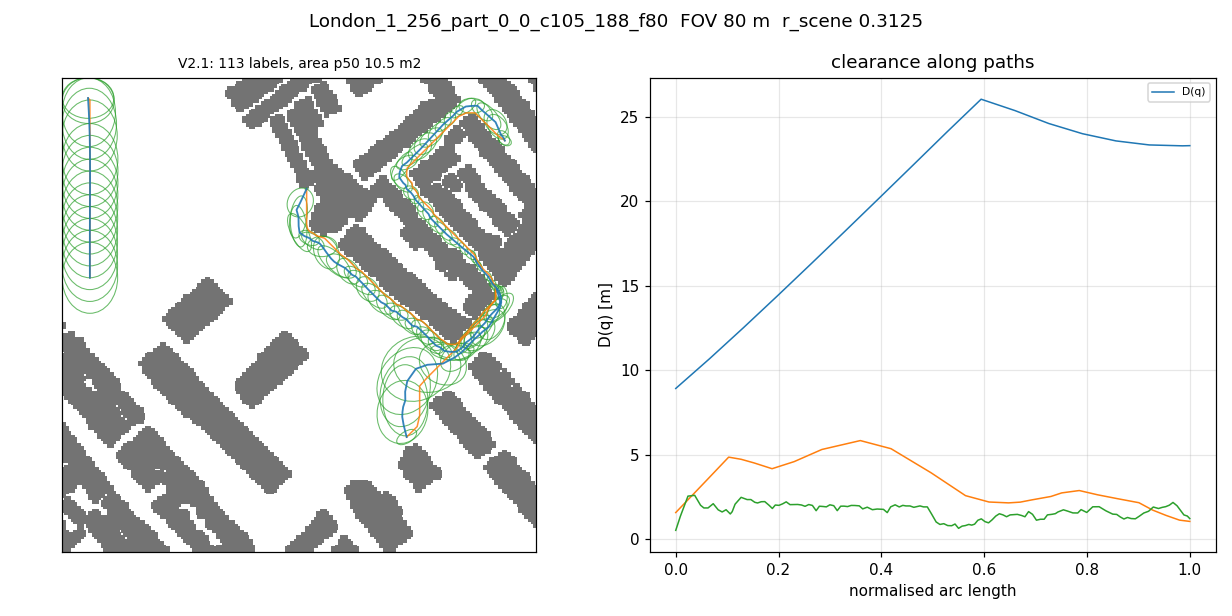 London_1_256_part_0_0_c105_188_f80  FOV 80 m  r_scene 0.3125
V2.1: 113 labels, area p50 10.5 m2
clearance along paths
D(q)
D(q) [m]
25
20
15
10
5
0
0.0 0.2 0.4 0.6 0.8 1.0
normalised arc length